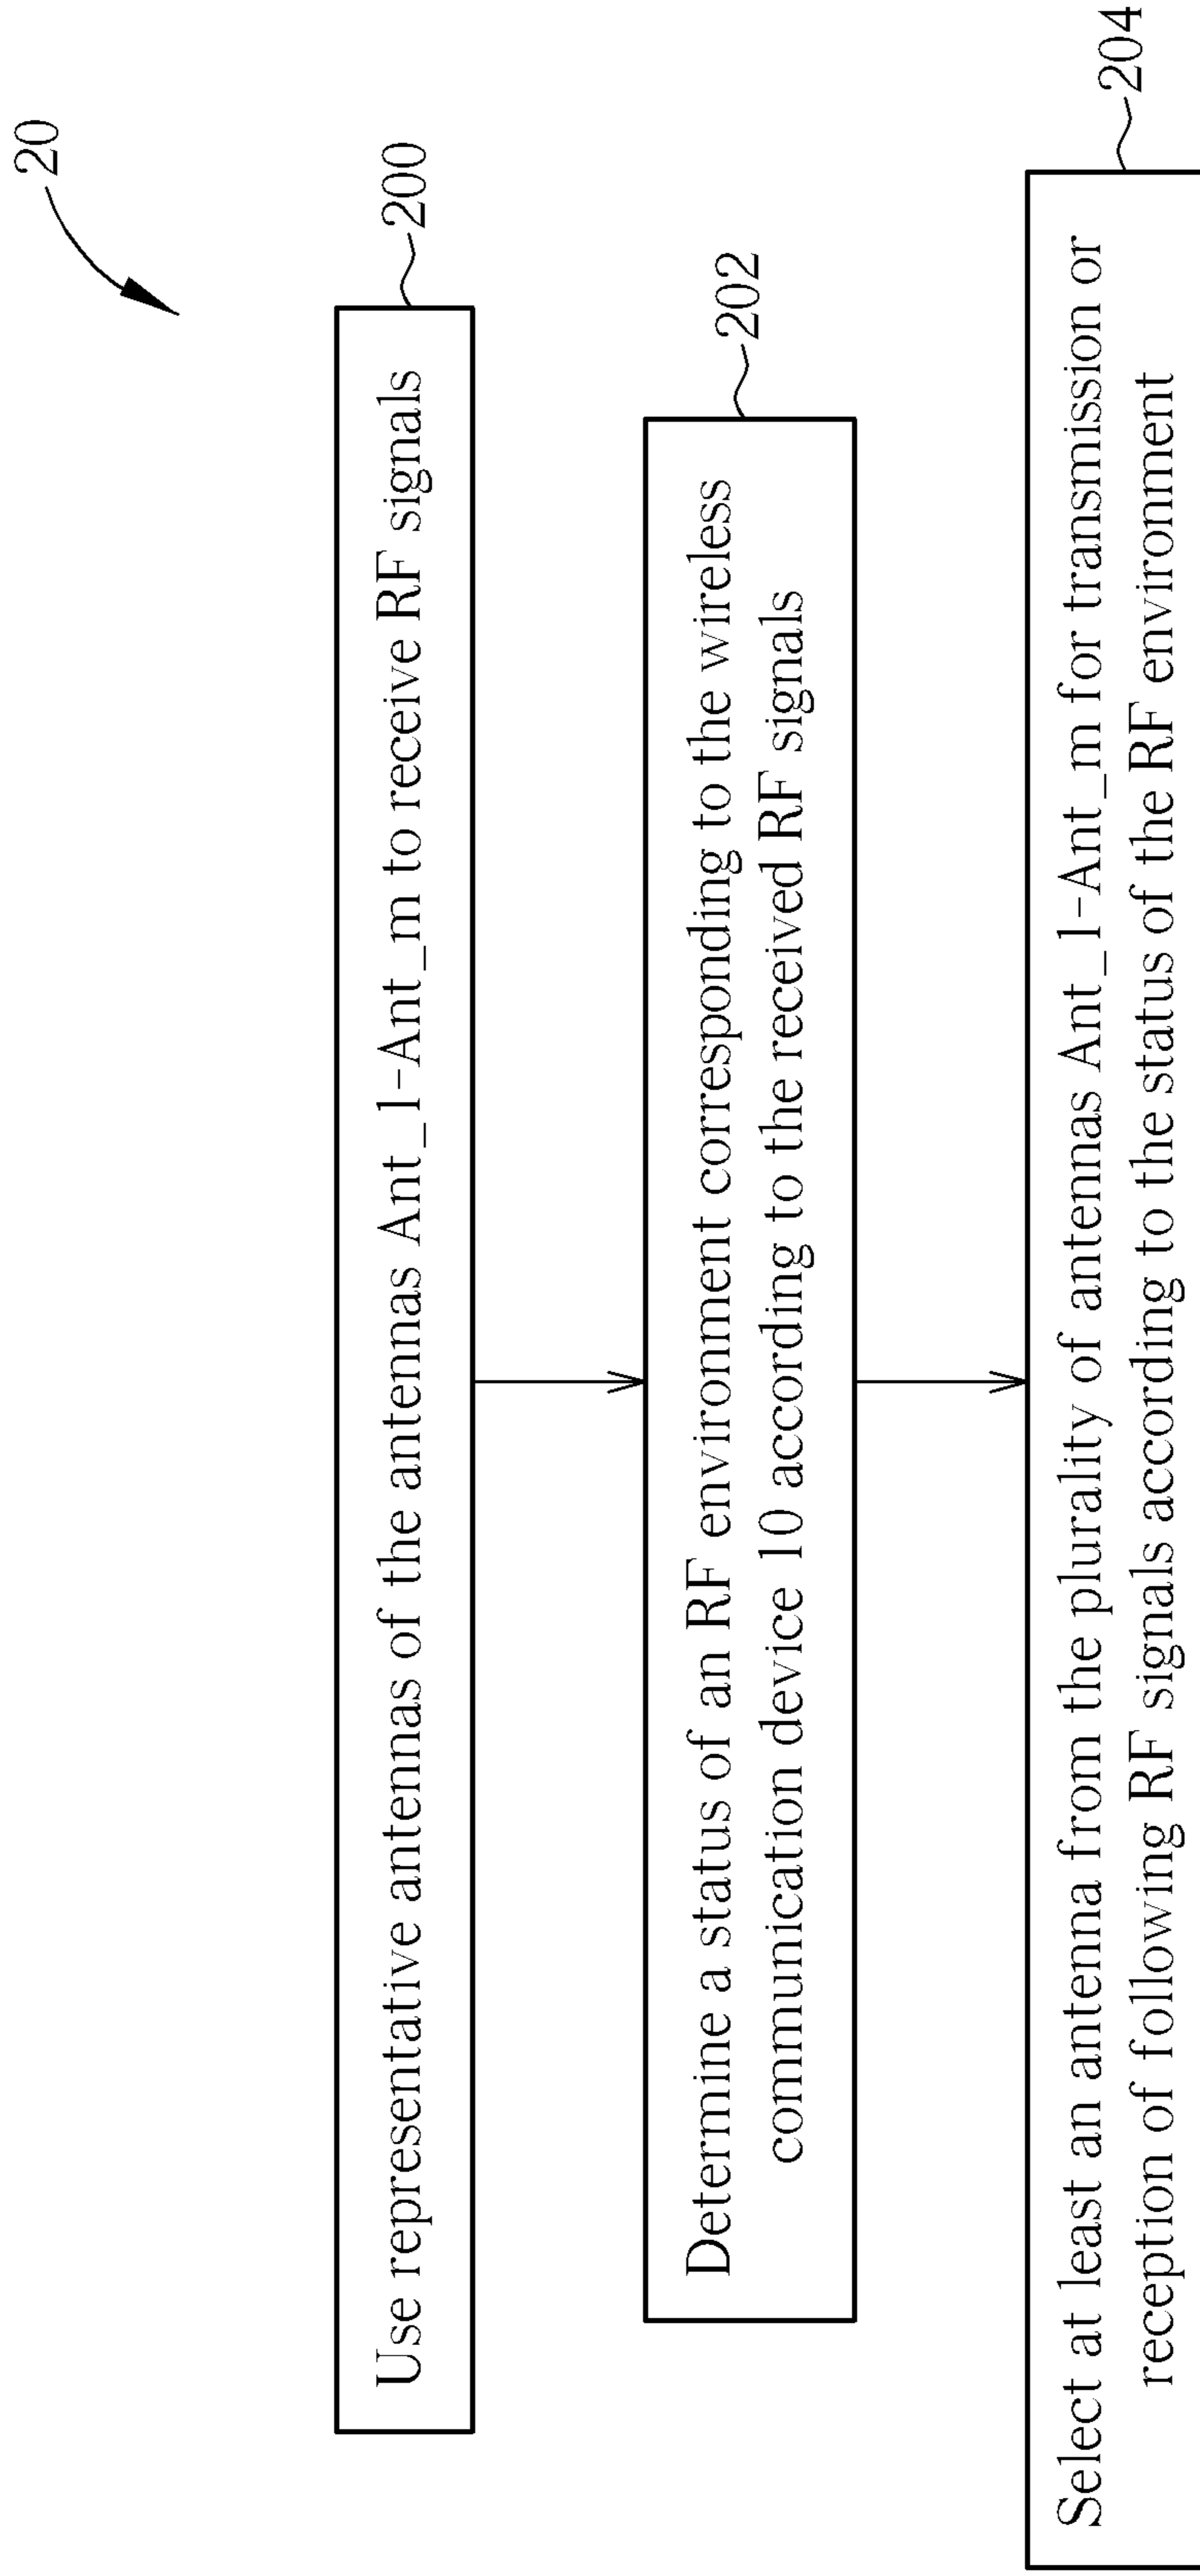 20
Use representative antennas of the antennas Ant_1-Ant_m to receive RF signals
200
Determine a status of an RF environment corresponding to the wireless
communication device 10 according to the received RF signals
202
Select at least an antenna from the plurality of antennas Ant_1-Ant_m for transmission or
reception of following RF signals according to the status of the RF environment
204